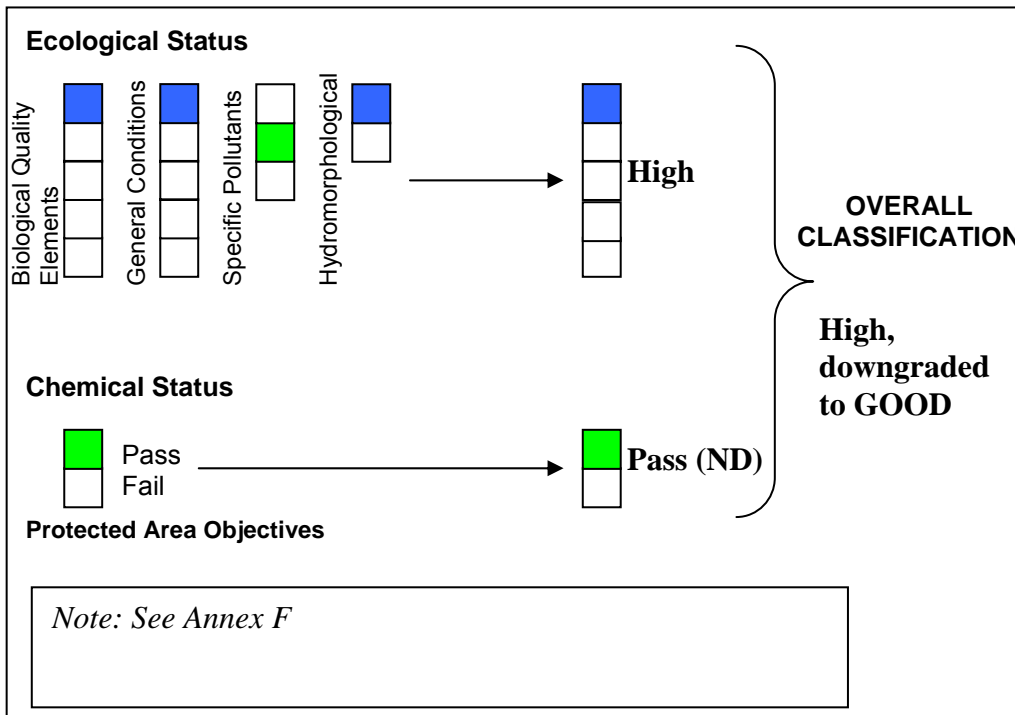 Ecological Status
Biological Quality
Elements
General Conditions
Specific Pollutants
Hydromorphological
High
OVERALL
CLASSIFICATION
High,
downgraded
to GOOD
Chemical Status
Pass
Fail
Pass (ND)
Protected Area Objectives
Note: See Annex F